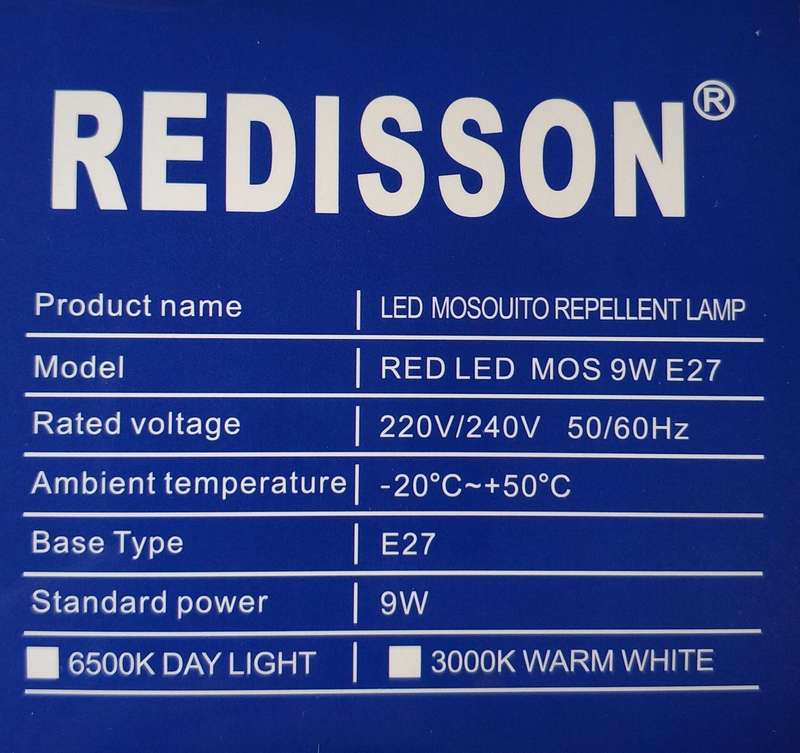 REDISSON®
Product name | LED MOSOUITO REPELLENT LAMP
Model | RED LED MOS 9W E27
Rated voltage | 220V/240V 50/60Hz
Ambient temperature | -20°C~+50°C
Base Type | E27
Standard power | 9W
6500K DAY LIGHT | 3000K WARM WHITE